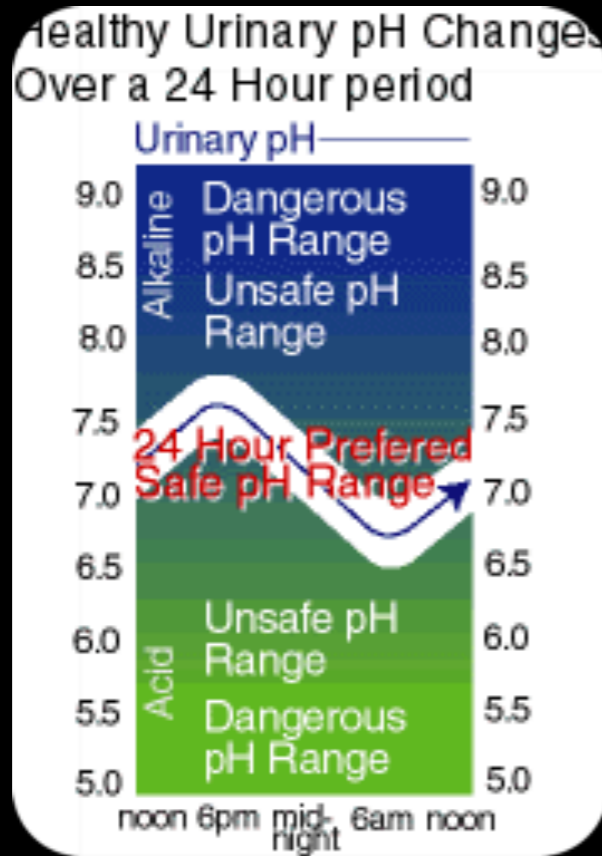 Healthy Urinary pH Changes
Over a 24 Hour period
Urinary pH
9.0
8.5
8.0
7.5
7.0
6.5
6.0
5.5
5.0
Alkaline
Dangerous
pH Range
Unsafe pH
Range
24 Hour Prefered
Safe pH Range
Acid
Unsafe pH
Range
Dangerous
pH Range
9.0
8.5
8.0
7.5
7.0
6.5
6.0
5.5
5.0
noon 6pm mid- 6am noon
night